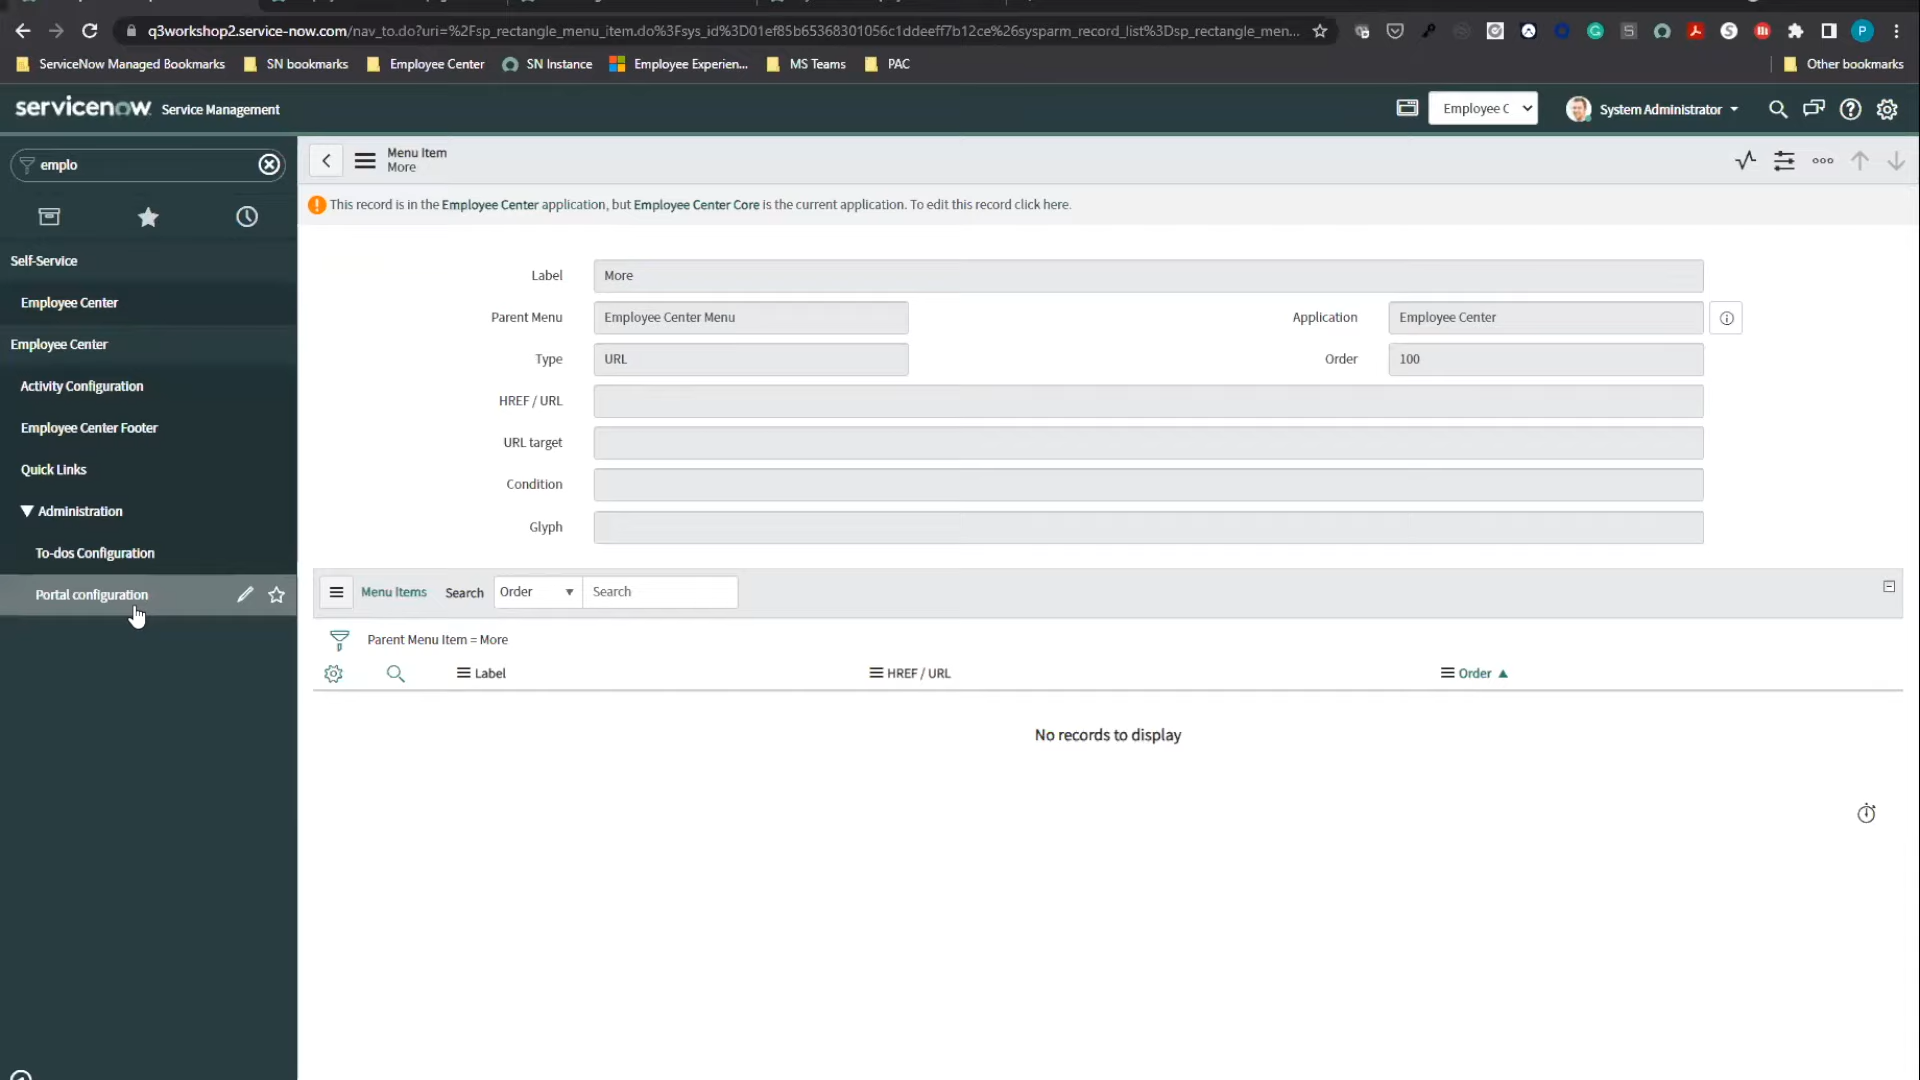 q3workshop2.service-now.com/nav_to.do?uri=%2Fsp_rectangle_menu_item.do%3Fsys_id%3D01ef85b65368301056c1ddeeff7b12ce%26sysparm_record_list%3Dsp_rectangle_men...
ServiceNow Managed Bookmarks
SN bookmarks
Employee Center
SN Instance
Employee Experien...
MS Teams
PAC
Other bookmarks
servicenow Service Management
Employee C
System Administrator
emplo
Menu Item
More
This record is in the Employee Center application, but Employee Center Core is the current application. To edit this record click here.
Self-Service
Employee Center
Employee Center
Activity Configuration
Employee Center Footer
Quick Links
Administration
To-dos Configuration
Portal configuration
Label More
Parent Menu Employee Center Menu
Application Employee Center
Type URL
Order 100
HREF / URL
URL target
Condition
Glyph
Menu Items Search Order Search
Parent Menu Item = More
Label HREF / URL Order
No records to display